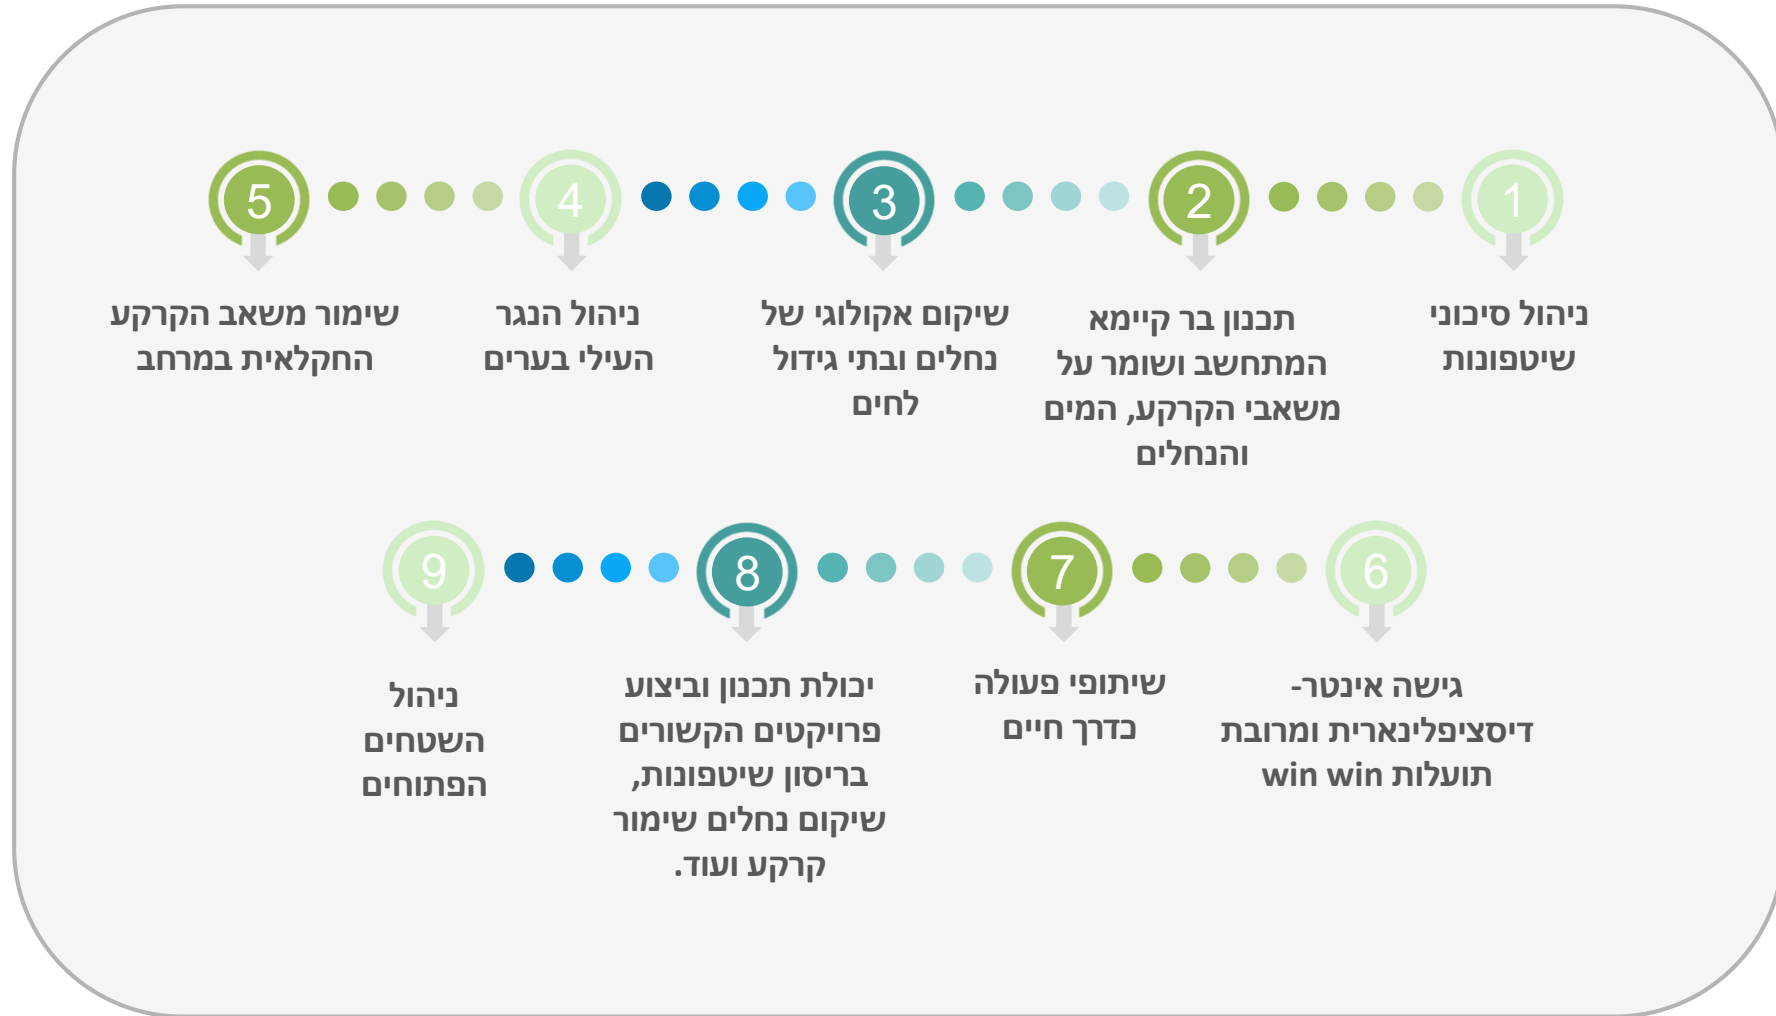 1
ניהול סיכוני
שיטפונות
2
תכנון בר קיימא
המתחשב ושומר על
משאבי הקרקע, המים
והנחלים
3
שיקום אקולוגי של
נחלים ובתי גידול
לחים
4
ניהול הנגר
העילי בערים
5
שימור משאב הקרקע
החקלאית במרחב
6
גישה אינטר-
דיסציפלינארית ומרובת
תועלות win win
7
שיתופי פעולה
כדרך חיים
8
יכולת תכנון וביצוע
פרויקטים הקשורים
בריסון שיטפונות,
שיקום נחלים שימור
קרקע ועוד.
9
ניהול
השטחים
הפתוחים